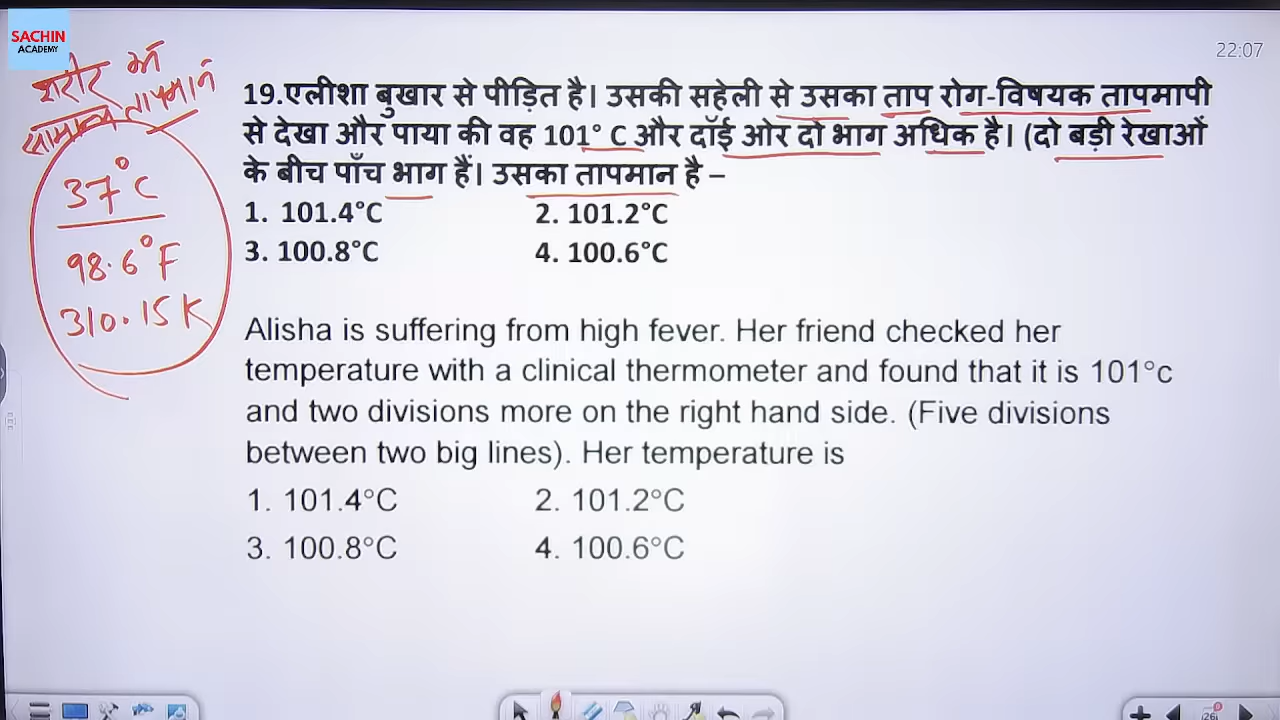 SACHIN
ACADEMY
22:07
शरीर का
सामान्य तापमान
37°C
98.6°F
310.15K
19.एलीशा बुखार से पीड़ित है। उसकी सहेली से उसका ताप रोग-विषयक तापमापी
से देखा और पाया की वह 101° C और दॉई ओर दो भाग अधिक है। (दो बड़ी रेखाओं
के बीच पाँच भाग हैं। उसका तापमान है –
1. 101.4°C 2. 101.2°C
3. 100.8°C 4. 100.6°C
Alisha is suffering from high fever. Her friend checked her
temperature with a clinical thermometer and found that it is 101°c
and two divisions more on the right hand side. (Five divisions
between two big lines). Her temperature is
1. 101.4°C 2. 101.2°C
3. 100.8°C 4. 100.6°C